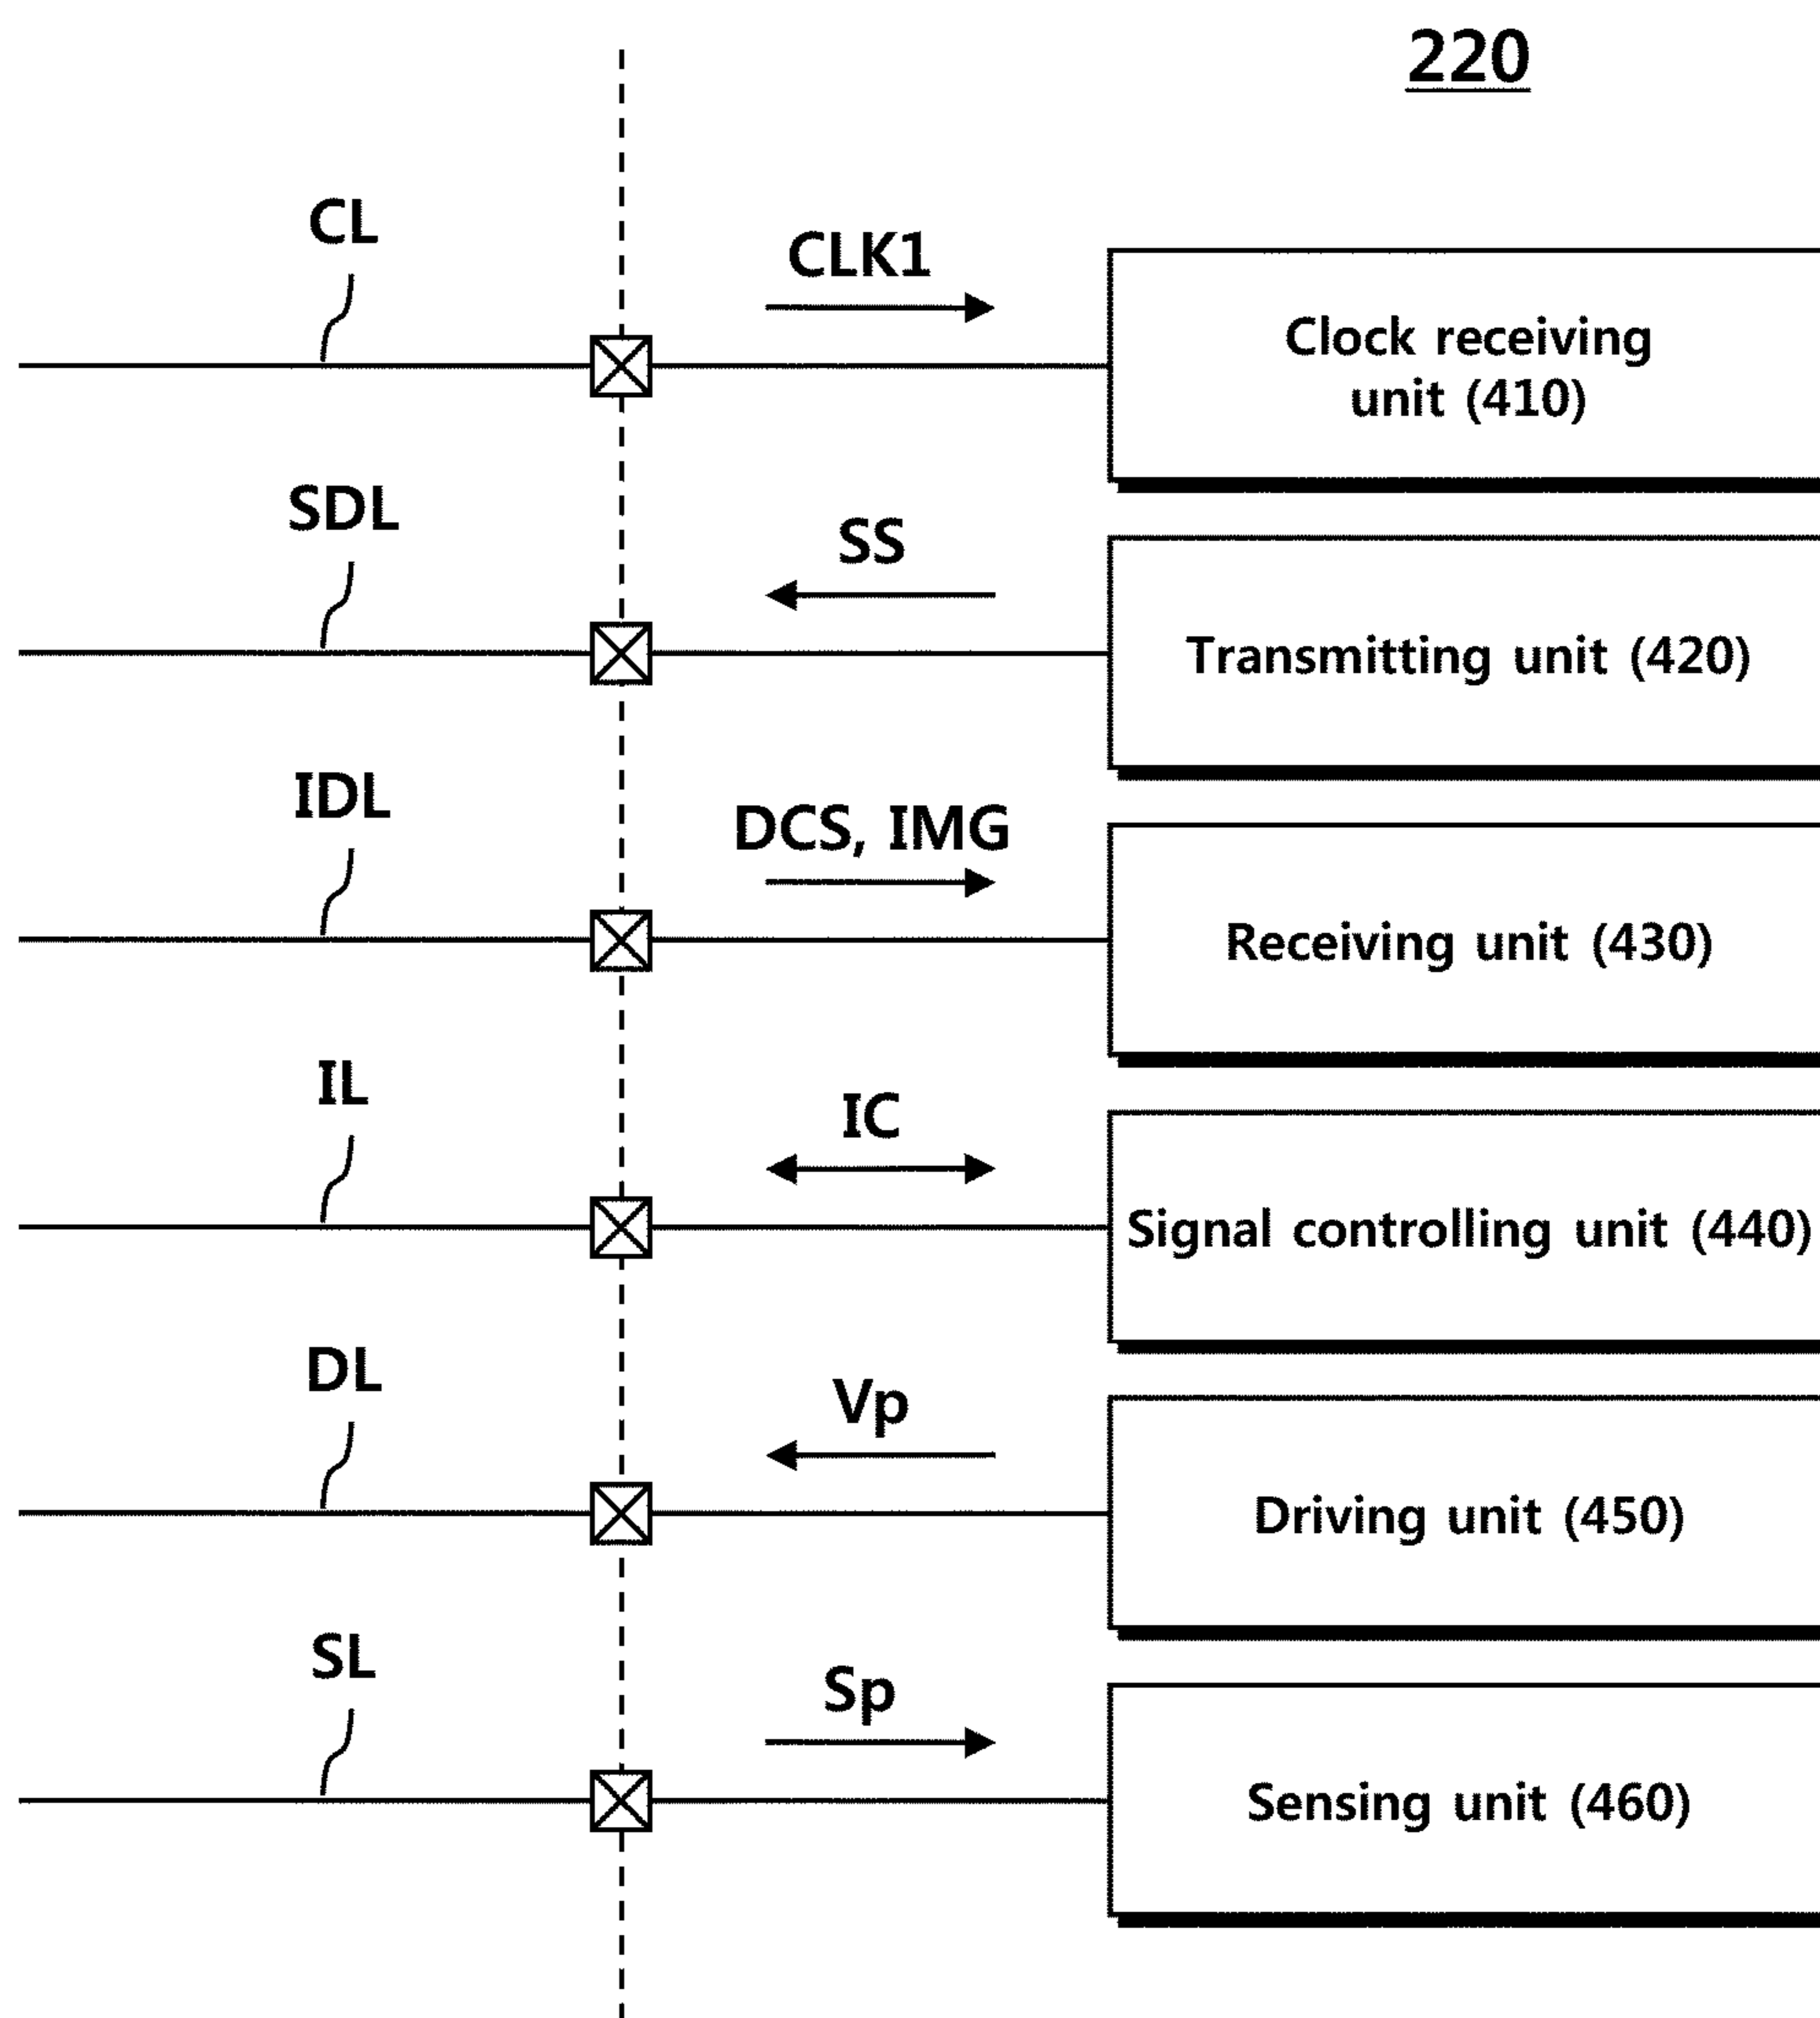 220
CL
CLK1
Clock receiving
unit (410)
SDL
SS
Transmitting unit (420)
IDL
DCS, IMG
Receiving unit (430)
IL
IC
Signal controlling unit (440)
DL
Vp
Driving unit (450)
SL
Sp
Sensing unit (460)